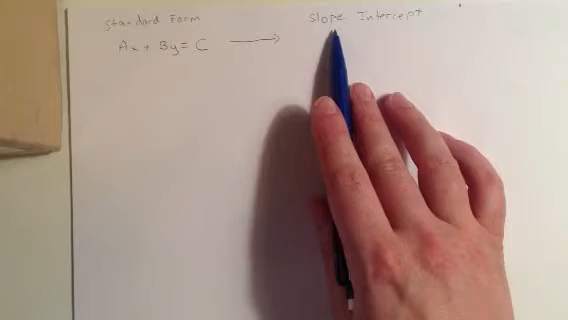 Standard Form
Slope Intercept
Ax + By = C →